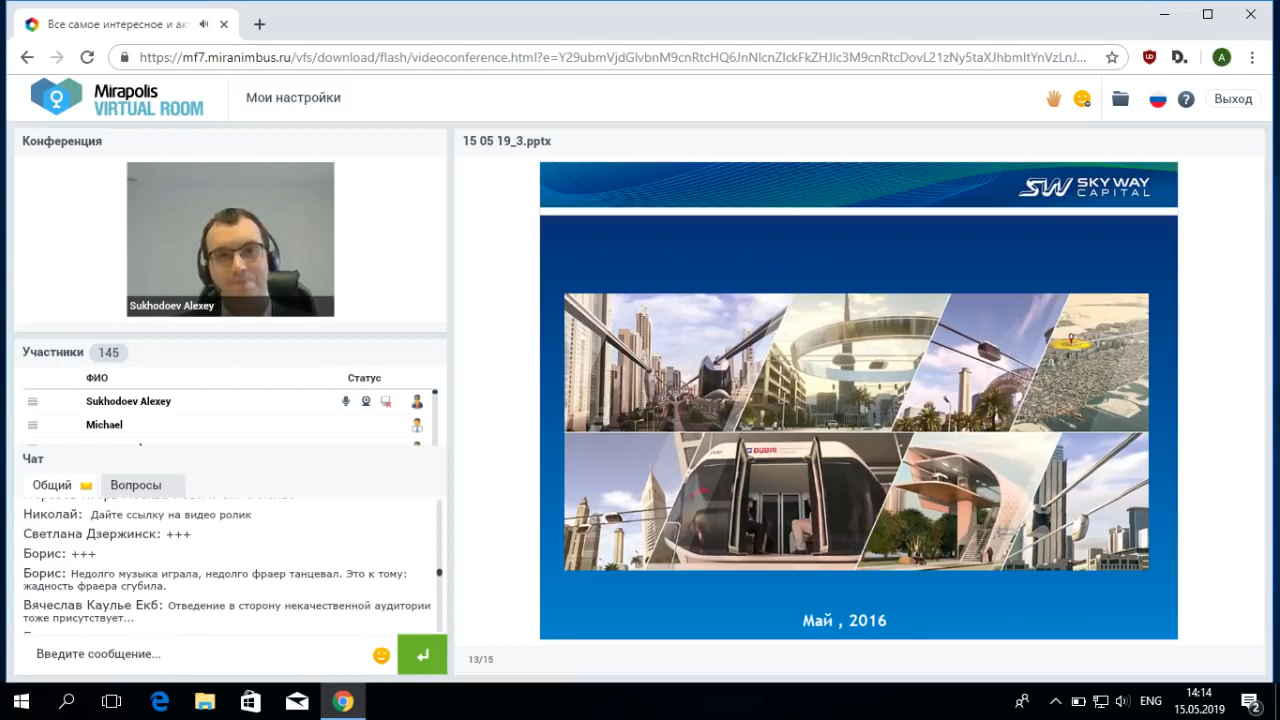 Все самое интересное и ак
https://mf7.miranimbus.ru/vfs/download/flash/videoconference.html?e=Y29ubmVjdGlvbnM9cnRtcHQ6JnNlcnZlckFkZHJlc3M9cnRtcDovL21zNy5taXJhbmltYnVzLnJ...
Mirapolis
VIRTUAL ROOM
Мои настройки
Выход
Конференция
15 05 19_3.pptx
Sukhodoev Alexey
SW SKY WAY
CAPITAL
Участники 145
ФИО Статус
Sukhodoev Alexey
Michael
Чат
Общий Вопросы
Николай: Дайте ссылку на видео ролик
Светлана Дзержинск: +++
Борис: +++
Борис: Недолго музыка играла, недолго фраер танцевал. Это к тому:
жадность фраера сгубила.
Вячеслав Каулье Екб: Отведение в сторону некачественной аудитории
тоже присутствует...
Введите сообщение...
DUBAI
Май , 2016
13/15
ENG
14:14
15.05.2019
2